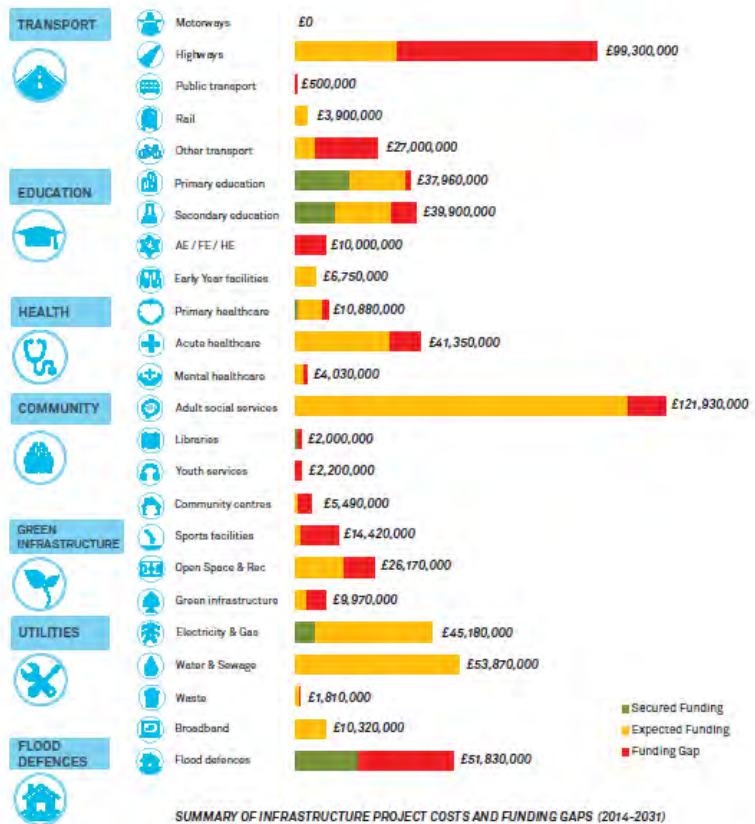 TRANSPORT
Motorways £0
Highways £99,300,000
Public transport £500,000
Rail £3,900,000
Other transport £27,000,000
EDUCATION
Primary education £37,960,000
Secondary education £39,900,000
AE / FE / HE £10,000,000
Early Year facilities £6,750,000
HEALTH
Primary healthcare £10,880,000
Acute healthcare £41,350,000
Mental healthcare £4,030,000
COMMUNITY
Adult social services £121,930,000
Libraries £2,000,000
Youth services £2,200,000
Community centres £5,490,000
GREEN
INFRASTRUCTURE
Sports facilities £14,420,000
Open Space & Rec £26,170,000
Green infrastructure £9,970,000
UTILITIES
Electricity & Gas £45,180,000
Water & Sewage £53,870,000
Waste £1,810,000
Broadband £10,320,000
FLOOD
DEFENCES
Flood defences £51,830,000
Secured Funding
Expected Funding
Funding Gap
SUMMARY OF INFRASTRUCTURE PROJECT COSTS AND FUNDING GAPS (2014-2031)